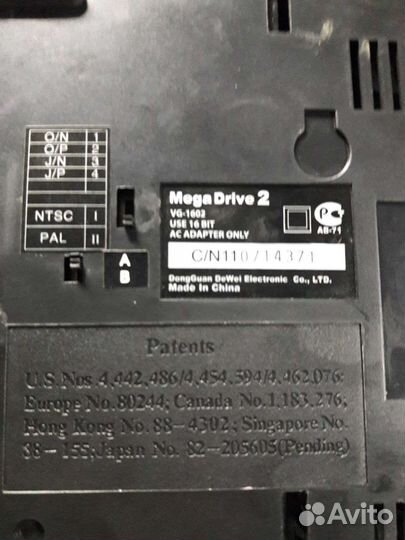 O/N 1
O/P 2
J/N 3
J/P 4
NTSC I
PAL II
A
B
Mega Drive 2
VG-1602
USE 16 BIT
AC ADAPTER ONLY
АВ-71
C/N110714371
DongGuan DeWei Electronic Co., LTD.
Made in China
Patents
U.S. Nos. 4,442,486/4,454,594/4,462,076:
Europe No. 80244; Canada No. 1,183,276;
Hong Kong No. 88-4302; Singapore No.
38-155; Japan No. 82-205605(Pending)
Avito